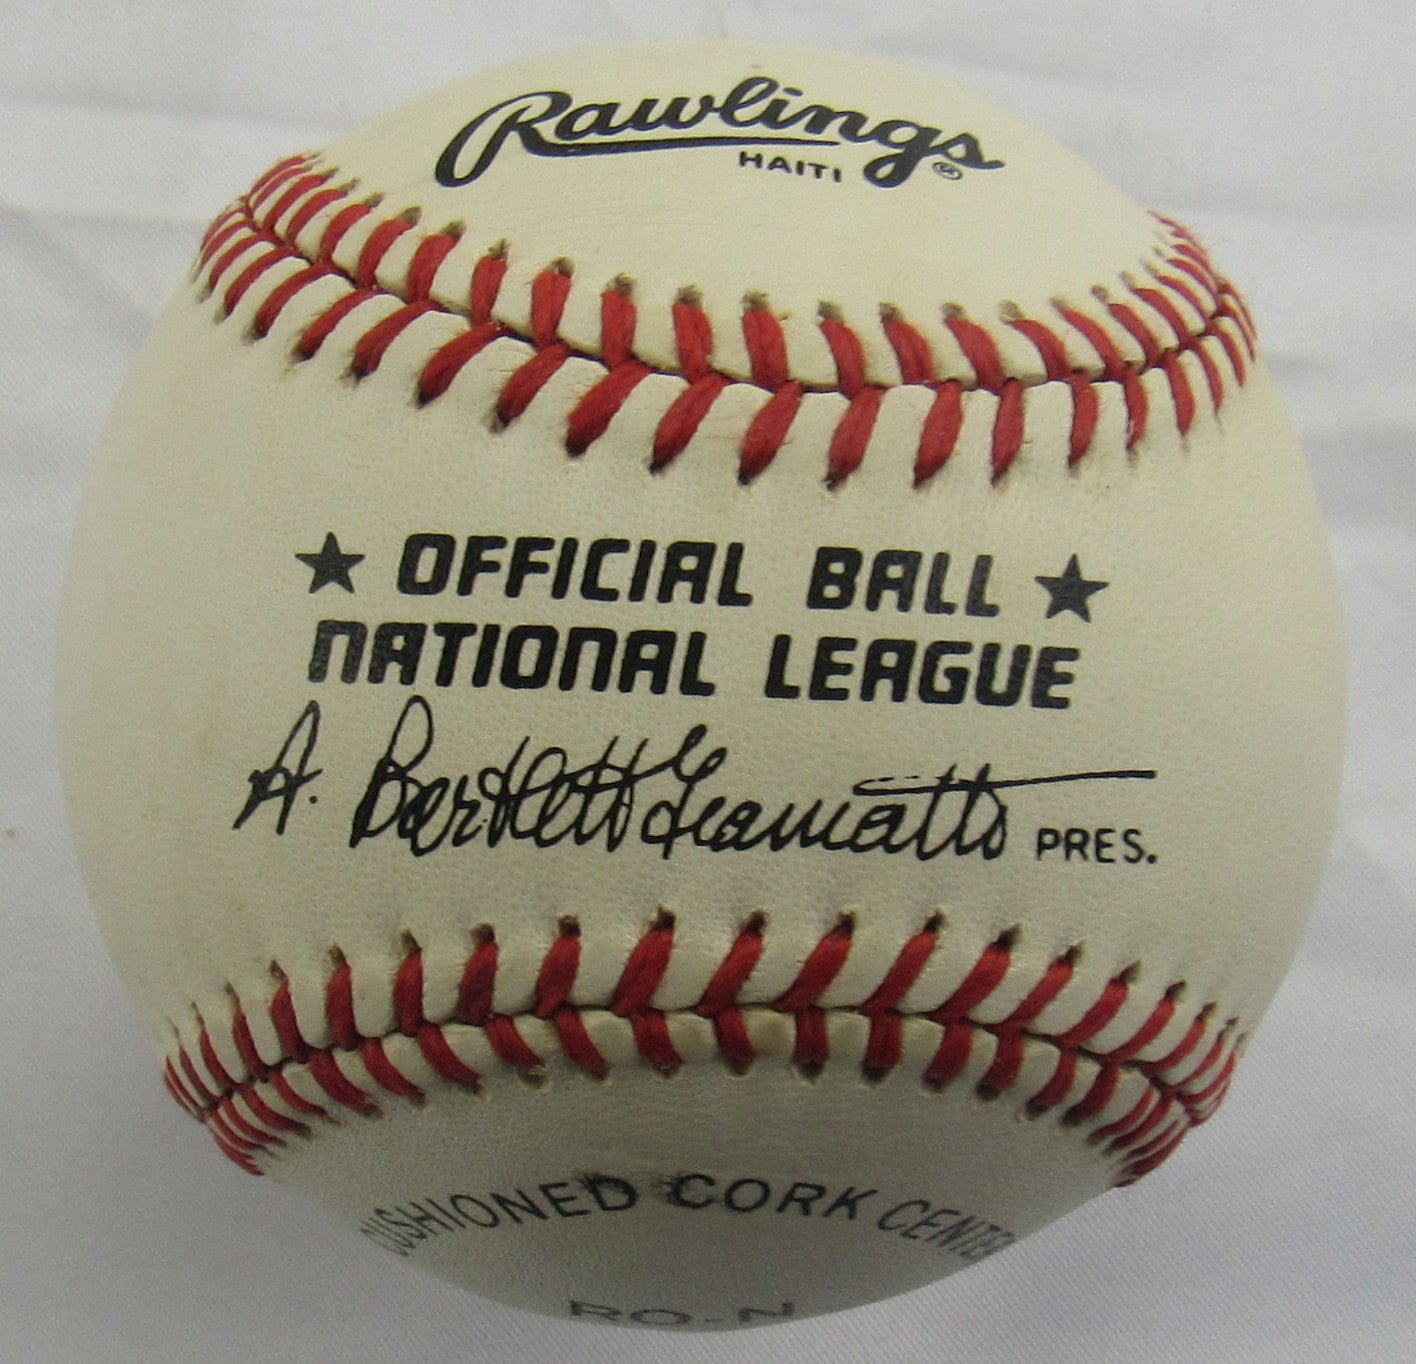 Rawlings®
HAITI
★ OFFICIAL BALL ★
NATIONAL LEAGUE
A. Bartlett Giamatti PRES.
CUSHIONED CORK CENTER
RO-N